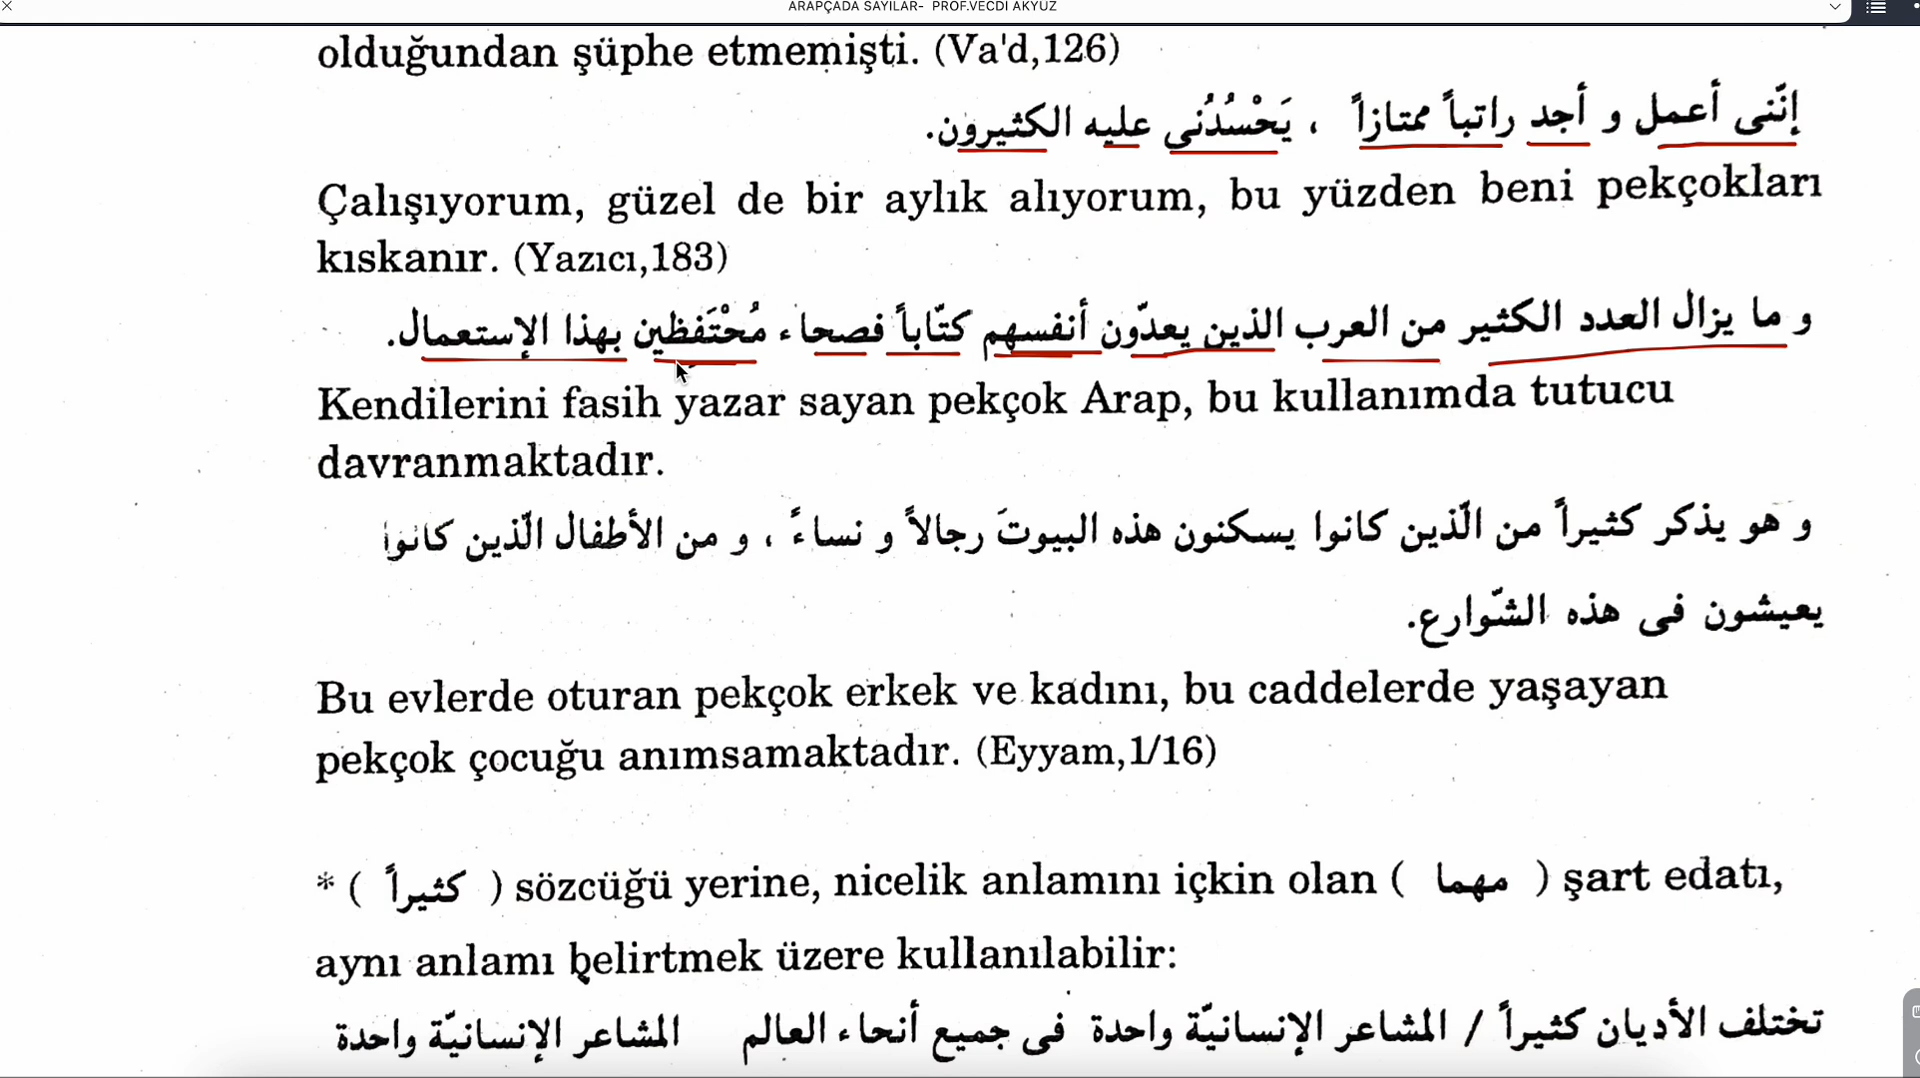 ARAPÇADA SAYILAR- PROF.VECDİ AKYÜZ
olduğundan şüphe etmemişti. (Va'd,126)
إنّنى أعمل و أجد راتباً ممتازاً ، يَحْسُدُنى عليه الكثيرون.
Çalışıyorum, güzel de bir aylık alıyorum, bu yüzden beni pekçokları
kıskanır. (Yazıcı,183)
و ما يزال العدد الكثير من العرب الذين يعدّون أنفسهم كتّاباً فصحاء مُحْتَفظين بهذا الإستعمال.
Kendilerini fasih yazar sayan pekçok Arap, bu kullanımda tutucu
davranmaktadır.
و هو يذكر كثيراً من الّذين كانوا يسكنون هذه البيوتَ رجالاً و نساءً ، و من الأطفال الّذين كانوا
يعيشون فى هذه الشّوارع.
Bu evlerde oturan pekçok erkek ve kadını, bu caddelerde yaşayan
pekçok çocuğu anımsamaktadır. (Eyyam,1/16)
* ( كثيراً ) sözcüğü yerine, nicelik anlamını içkin olan ( مهما ) şart edatı,
aynı anlamı belirtmek üzere kullanılabilir:
تختلف الأديان كثيراً / المشاعر الإنسانيّة واحدة فى جميع أنحاء العالم المشاعر الإنسانيّة واحدة